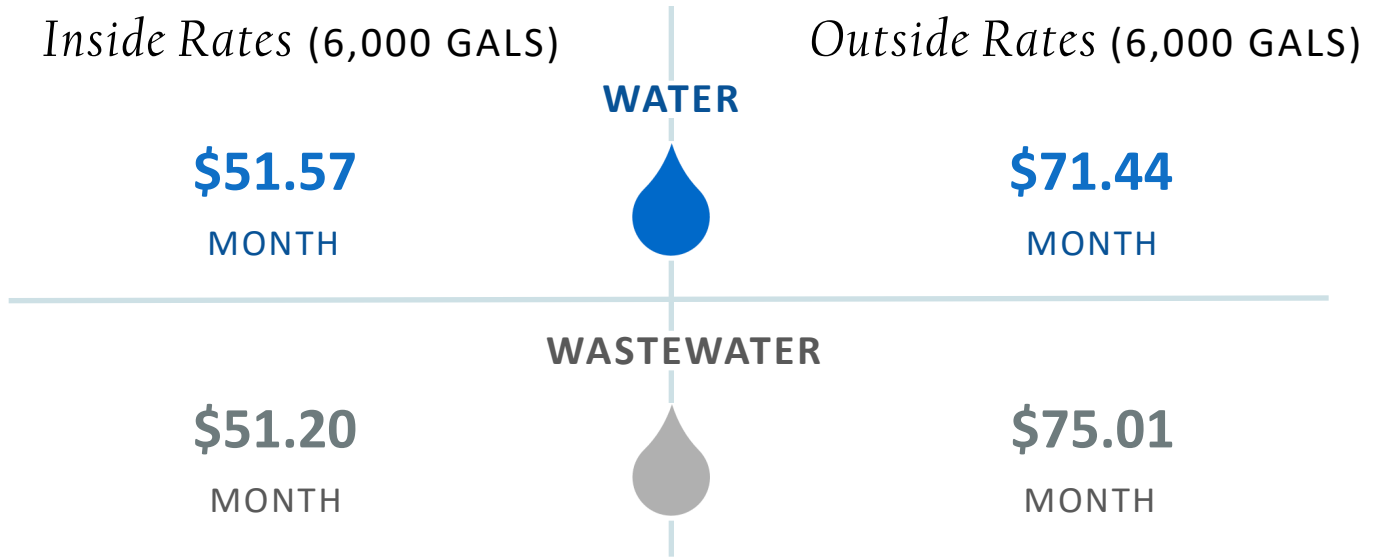 Inside Rates (6,000 GALS)
Outside Rates (6,000 GALS)
WATER
$51.57
MONTH
$71.44
MONTH
WASTEWATER
$51.20
MONTH
$75.01
MONTH